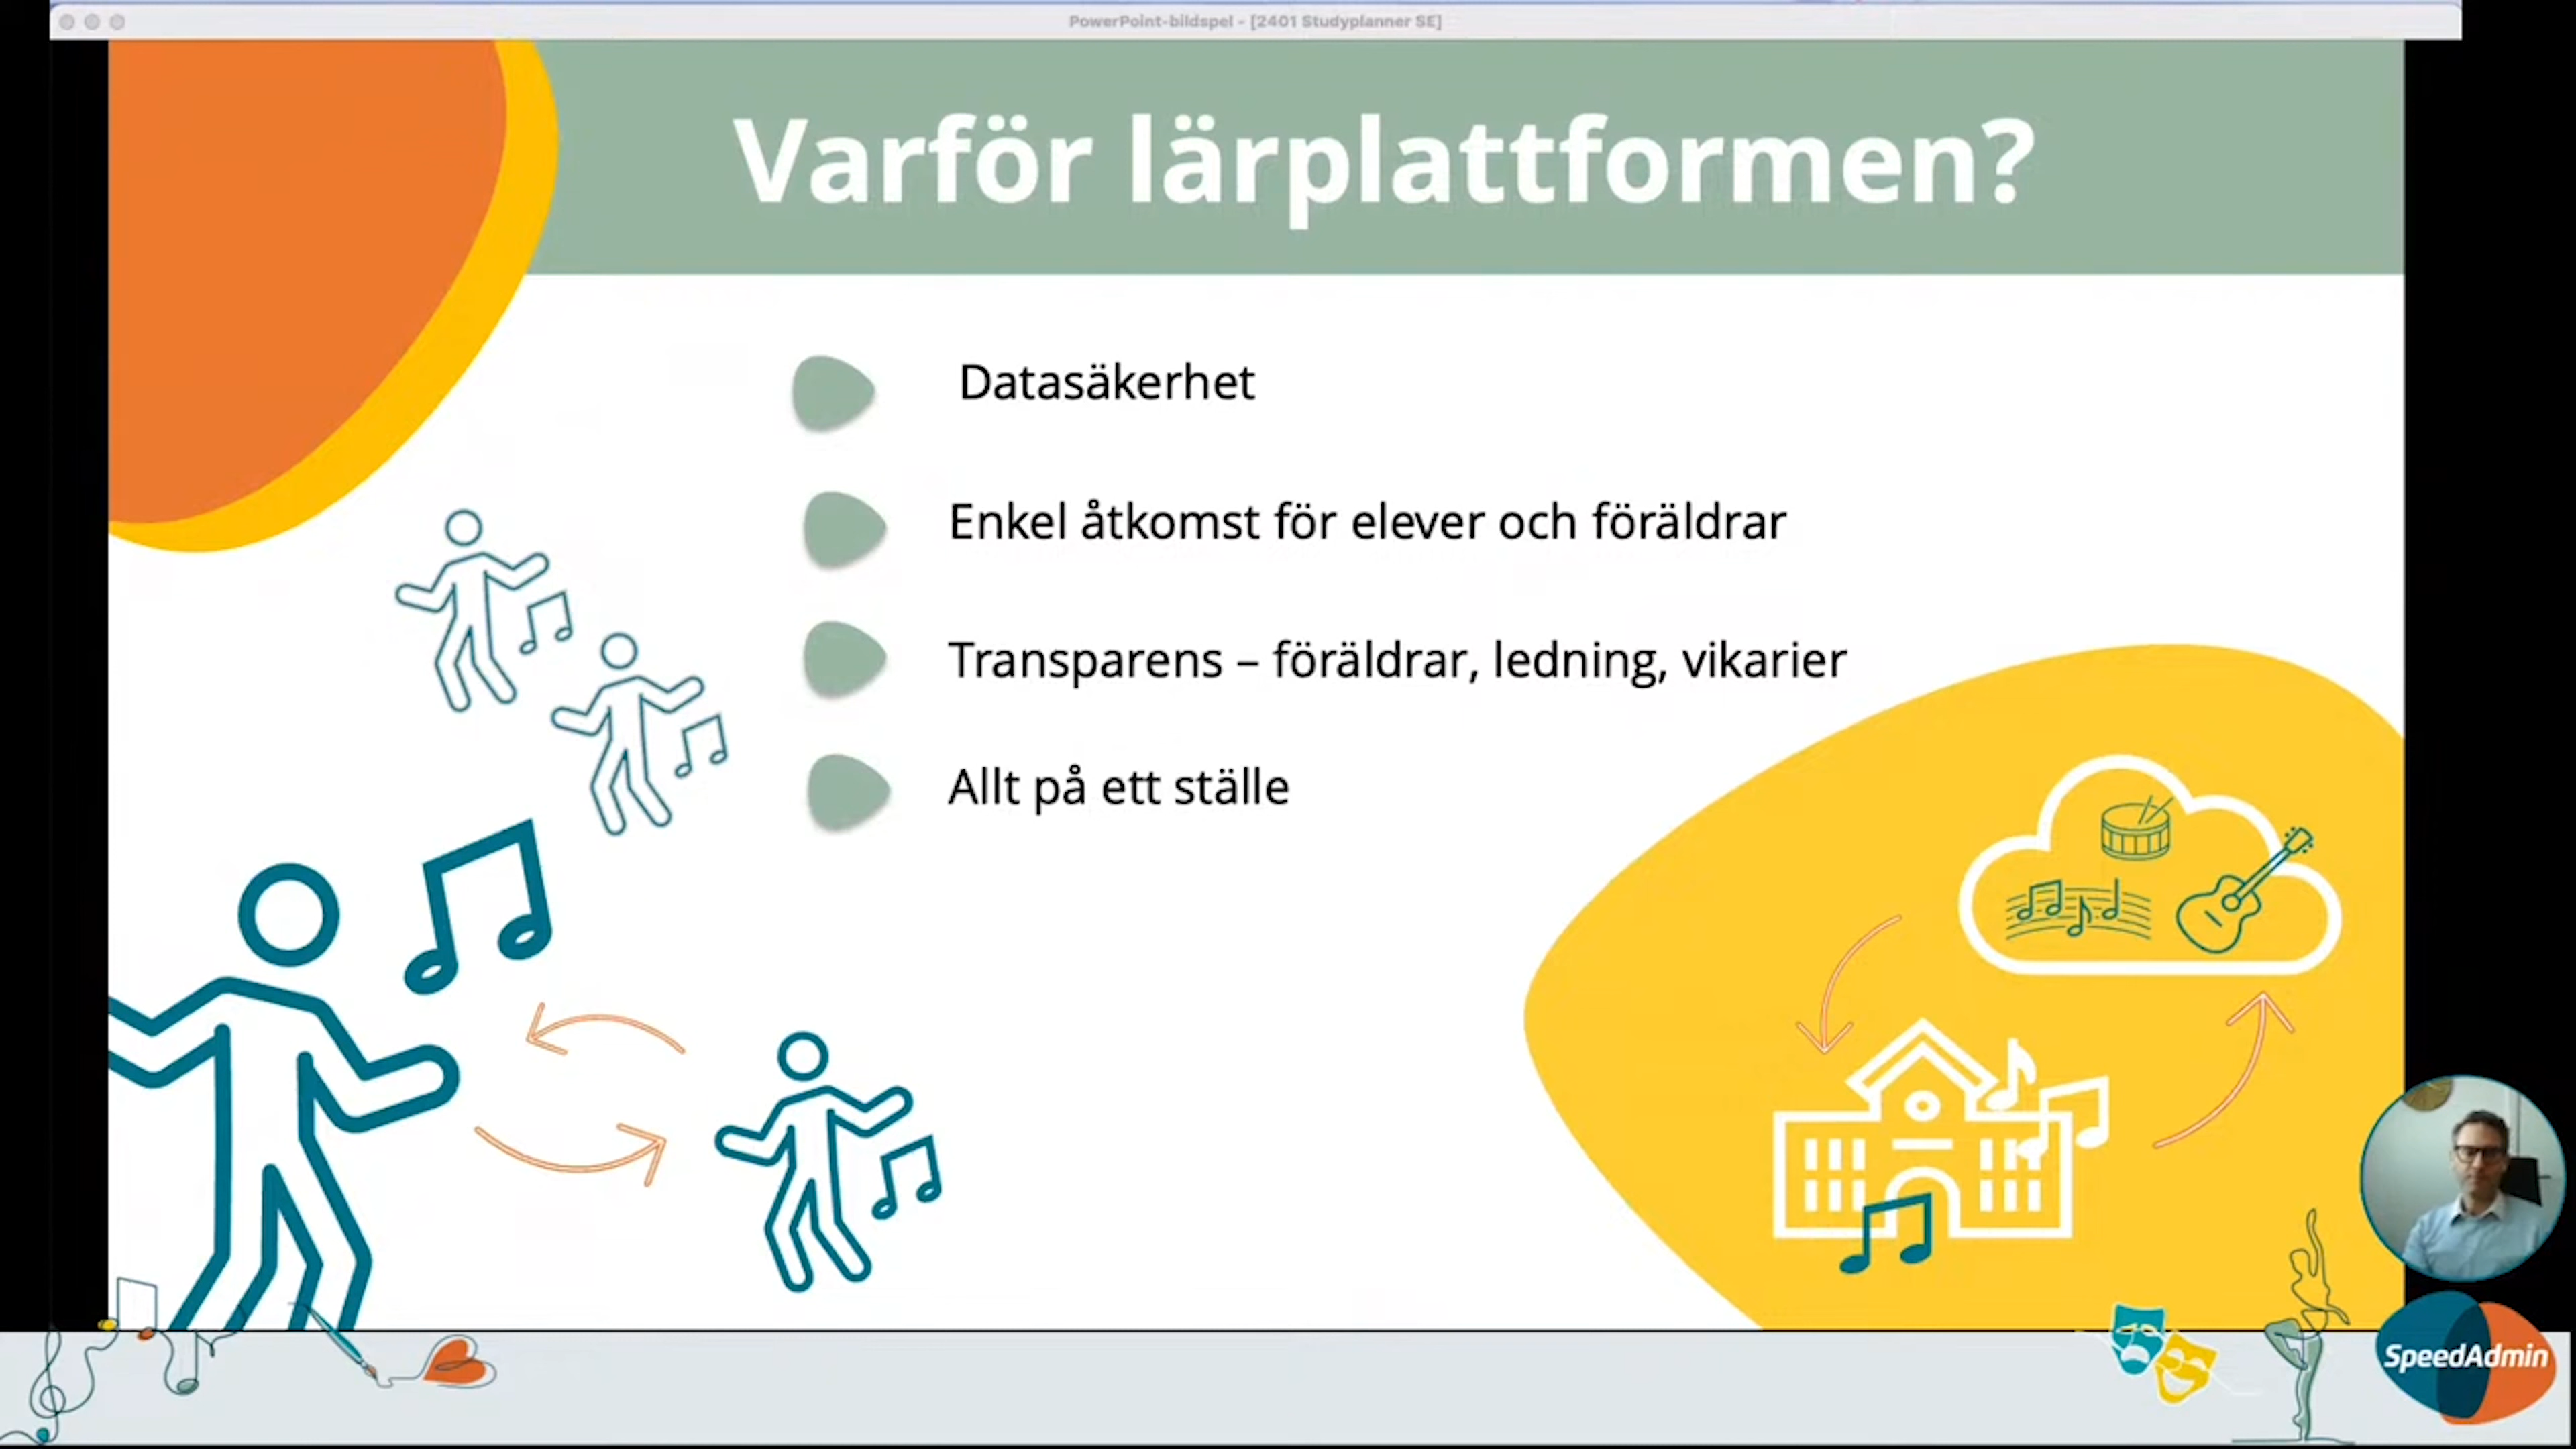 PowerPoint-bildspel - [2401 Studyplanner SE]
Varför lärplattformen?
Datasäkerhet
Enkel åtkomst för elever och föräldrar
Transparens – föräldrar, ledning, vikarier
Allt på ett ställe
SpeedAdmin